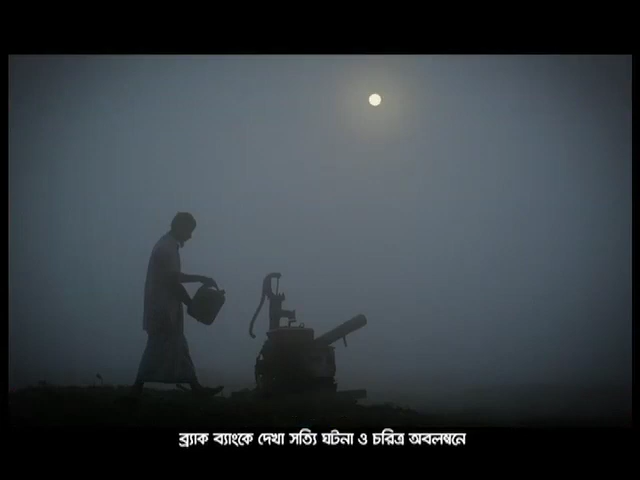 ব্র্যাক ব্যাংকে দেখা সত্যি ঘটনা ও চরিত্র অবলম্বনে